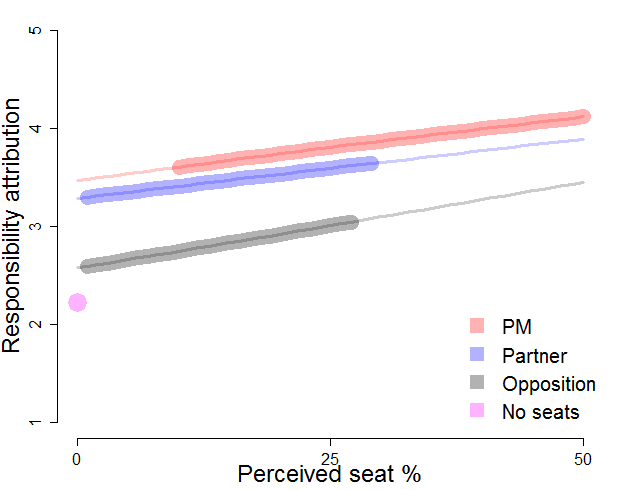 Responsibility attribution
5
4
3
2
1
PM
Partner
Opposition
No seats
0
25
50
Perceived seat %